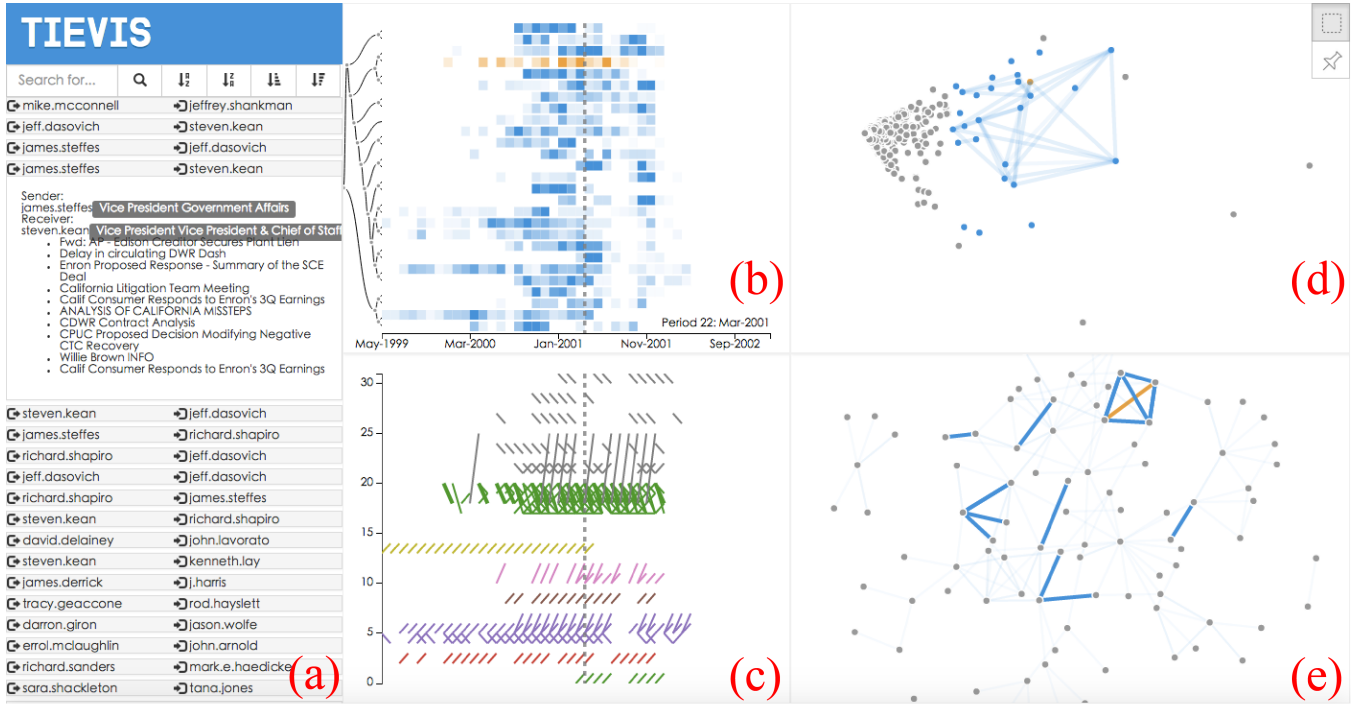 TIEVIS
Search for...
mike.mcconnell jeffrey.shankman
jeff.dasovich steven.kean
james.steffes jeff.dasovich
james.steffes steven.kean
Sender:
james.steffes Vice President Government Affairs
Receiver:
steven.kean Vice President Vice President & Chief of Staff
Fwd: AP - Edison Creditor Secures Plant Lien
Delay in circulating DWR Dash
Enron Proposed Response - Summary of the SCE
Deal
California Litigation Team Meeting
Calif Consumer Responds to Enron's 3Q Earnings
ANALYSIS OF CALIFORNIA MISSTEPS
CDWR Contract Analysis
CPUC Proposed Decision Modifying Negative
CTC Recovery
Willie Brown INFO
Calif Consumer Responds to Enron's 3Q Earnings
steven.kean jeff.dasovich
james.steffes richard.shapiro
richard.shapiro jeff.dasovich
jeff.dasovich jeff.dasovich
richard.shapiro james.steffes
steven.kean richard.shapiro
david.delainey john.lavorato
steven.kean kenneth.lay
james.derrick j.harris
tracy.geaccone rod.hayslett
darron.giron jason.wolfe
errol.mclaughlin john.arnold
richard.sanders mark.e.haedicke
sara.shackleton tana.jones
(a)
(b)
Period 22: Mar-2001
May-1999 Mar-2000 Jan-2001 Nov-2001 Sep-2002
30
25
20
15
10
5
0
(c)
(d)
(e)